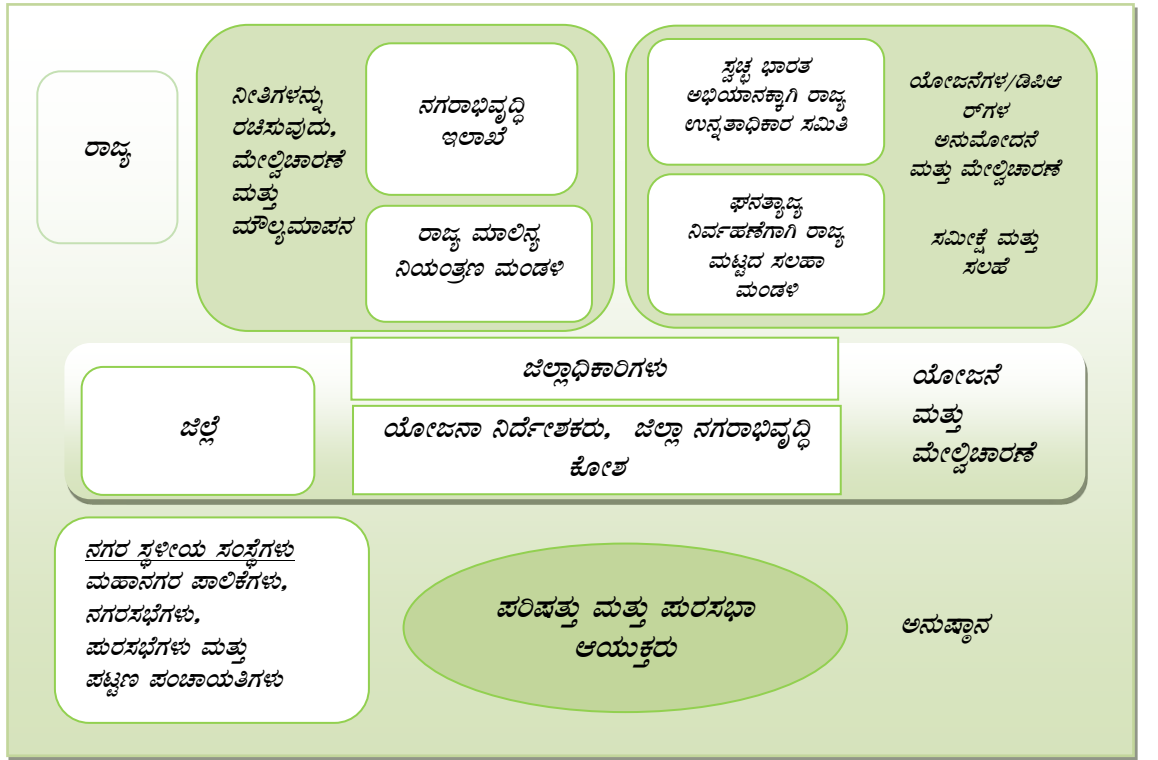 ರಾಜ್ಯ
ನೀತಿಗಳನ್ನು
ರಚಿಸುವುದು,
ಮೇಲ್ವಿಚಾರಣೆ
ಮತ್ತು
ಮೌಲ್ಯಮಾಪನ
ನಗರಾಭಿವೃದ್ಧಿ
ಇಲಾಖೆ
ರಾಜ್ಯ ಮಾಲಿನ್ಯ
ನಿಯಂತ್ರಣ ಮಂಡಳಿ
ಸ್ವಚ್ಛ ಭಾರತ
ಅಭಿಯಾನಕ್ಕಾಗಿ ರಾಜ್ಯ
ಉನ್ನತಾಧಿಕಾರ ಸಮಿತಿ
ಘನತ್ಯಾಜ್ಯ
ನಿರ್ವಹಣೆಗಾಗಿ ರಾಜ್ಯ
ಮಟ್ಟದ ಸಲಹಾ
ಮಂಡಳಿ
ಯೋಜನೆಗಳ/ಡಿಪಿಆ
ರ್‌ಗಳ
ಅನುಮೋದನೆ
ಮತ್ತು ಮೇಲ್ವಿಚಾರಣೆ
ಸಮೀಕ್ಷೆ ಮತ್ತು
ಸಲಹೆ
ಜಿಲ್ಲೆ
ಜಿಲ್ಲಾಧಿಕಾರಿಗಳು
ಯೋಜನಾ ನಿರ್ದೇಶಕರು, ಜಿಲ್ಲಾ ನಗರಾಭಿವೃದ್ಧಿ
ಕೋಶ
ಯೋಜನೆ
ಮತ್ತು
ಮೇಲ್ವಿಚಾರಣೆ
ನಗರ ಸ್ಥಳೀಯ ಸಂಸ್ಥೆಗಳು
ಮಹಾನಗರ ಪಾಲಿಕೆಗಳು,
ನಗರಸಭೆಗಳು,
ಪುರಸಭೆಗಳು ಮತ್ತು
ಪಟ್ಟಣ ಪಂಚಾಯತಿಗಳು
ಪರಿಷತ್ತು ಮತ್ತು ಪುರಸಭಾ
ಆಯುಕ್ತರು
ಅನುಷ್ಠಾನ